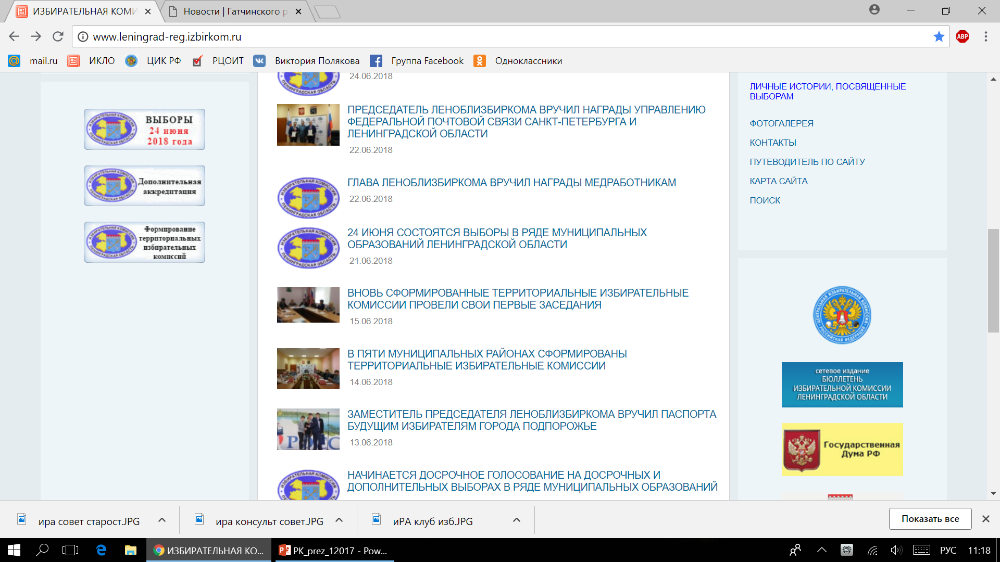 ИЗБИРАТЕЛЬНАЯ КОМИ
Новости | Гатчинского р
www.leningrad-reg.izbirkom.ru
ABP
mail.ru
ИКЛО
ЦИК РФ
РЦОИТ
Виктория Полякова
Группа Facebook
Одноклассники
ВЫБОРЫ
24 июня
2018 года
Дополнительная
аккредитация
Формирование
территориальных
избирательных
комиссий
24.06.2018
ПРЕДСЕДАТЕЛЬ ЛЕНОБЛИЗБИРКОМА ВРУЧИЛ НАГРАДЫ УПРАВЛЕНИЮ
ФЕДЕРАЛЬНОЙ ПОЧТОВОЙ СВЯЗИ САНКТ-ПЕТЕРБУРГА И
ЛЕНИНГРАДСКОЙ ОБЛАСТИ
22.06.2018
ГЛАВА ЛЕНОБЛИЗБИРКОМА ВРУЧИЛ НАГРАДЫ МЕДРАБОТНИКАМ
22.06.2018
24 ИЮНЯ СОСТОЯТСЯ ВЫБОРЫ В РЯДЕ МУНИЦИПАЛЬНЫХ
ОБРАЗОВАНИЙ ЛЕНИНГРАДСКОЙ ОБЛАСТИ
21.06.2018
ВНОВЬ СФОРМИРОВАННЫЕ ТЕРРИТОРИАЛЬНЫЕ ИЗБИРАТЕЛЬНЫЕ
КОМИССИИ ПРОВЕЛИ СВОИ ПЕРВЫЕ ЗАСЕДАНИЯ
15.06.2018
В ПЯТИ МУНИЦИПАЛЬНЫХ РАЙОНАХ СФОРМИРОВАНЫ
ТЕРРИТОРИАЛЬНЫЕ ИЗБИРАТЕЛЬНЫЕ КОМИССИИ
14.06.2018
ЗАМЕСТИТЕЛЬ ПРЕДСЕДАТЕЛЯ ЛЕНОБЛИЗБИРКОМА ВРУЧИЛ ПАСПОРТА
БУДУЩИМ ИЗБИРАТЕЛЯМ ГОРОДА ПОДПОРОЖЬЕ
13.06.2018
НАЧИНАЕТСЯ ДОСРОЧНОЕ ГОЛОСОВАНИЕ НА ДОСРОЧНЫХ И
ДОПОЛНИТЕЛЬНЫХ ВЫБОРАХ В РЯДЕ МУНИЦИПАЛЬНЫХ ОБРАЗОВАНИЙ
ЛИЧНЫЕ ИСТОРИИ, ПОСВЯЩЕННЫЕ
ВЫБОРАМ
ФОТОГАЛЕРЕЯ
КОНТАКТЫ
ПУТЕВОДИТЕЛЬ ПО САЙТУ
КАРТА САЙТА
ПОИСК
ЦЕНТРАЛЬНАЯ ИЗБИРАТЕЛЬНАЯ КОМИССИЯ
РОССИЙСКАЯ ФЕДЕРАЦИЯ
сетевое издание
БЮЛЛЕТЕНЬ
ИЗБИРАТЕЛЬНОЙ КОМИССИИ
ЛЕНИНГРАДСКОЙ ОБЛАСТИ
Государственная
Дума РФ
ира совет старост.JPG
ира консульт совет.JPG
иРА клуб изб.JPG
Показать все
ИЗБИРАТЕЛЬНАЯ КО...
PK_prez_12017 - Pow...
РУС
11:18